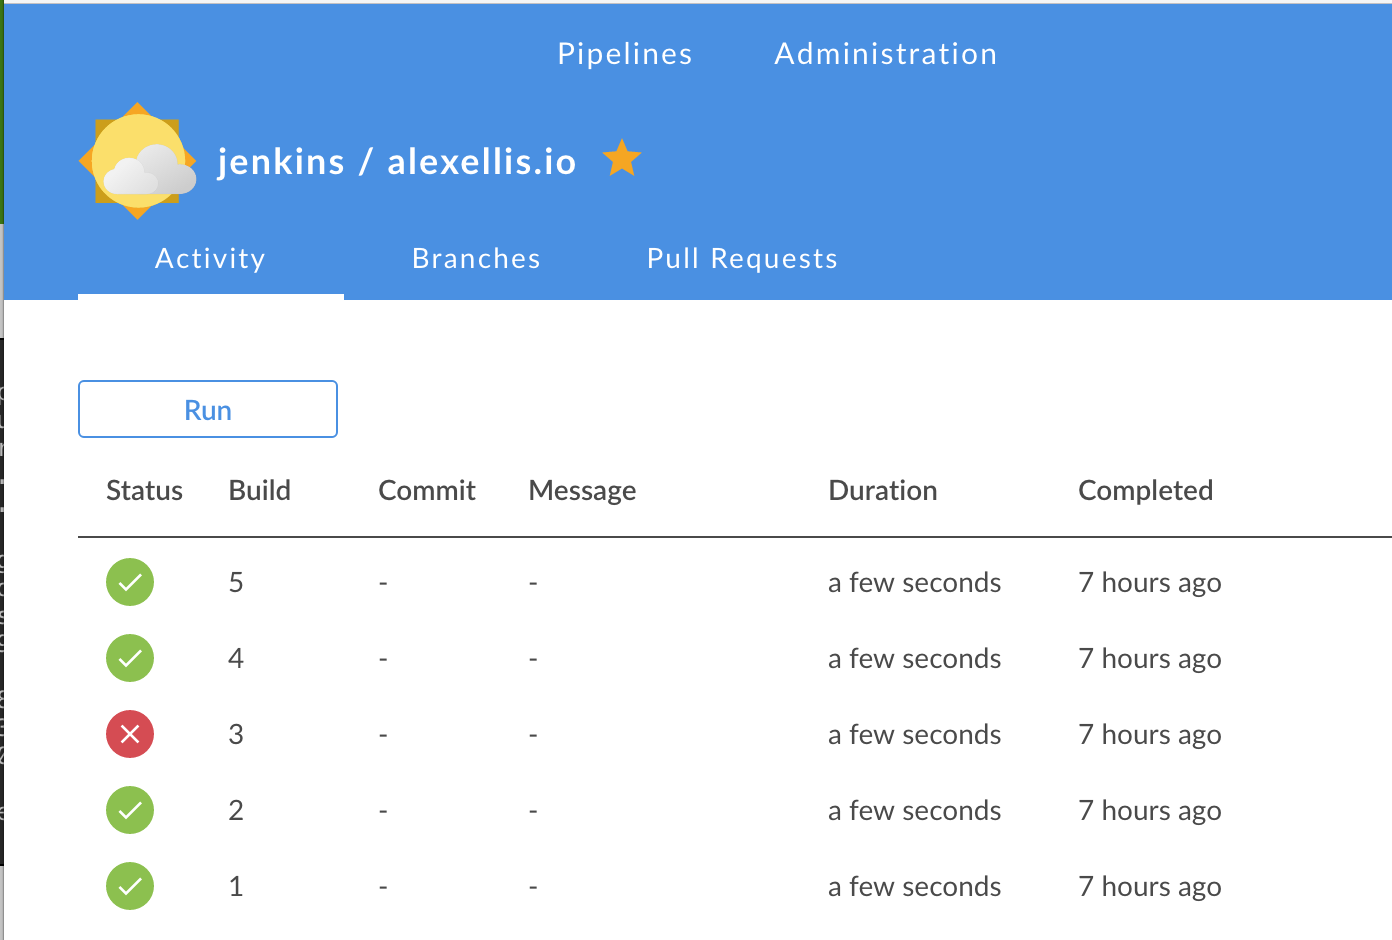 Pipelines Administration
jenkins / alexellis.io
Activity Branches Pull Requests
Run
Status Build Commit Message Duration Completed
5 - - a few seconds 7 hours ago
4 - - a few seconds 7 hours ago
3 - - a few seconds 7 hours ago
2 - - a few seconds 7 hours ago
1 - - a few seconds 7 hours ago